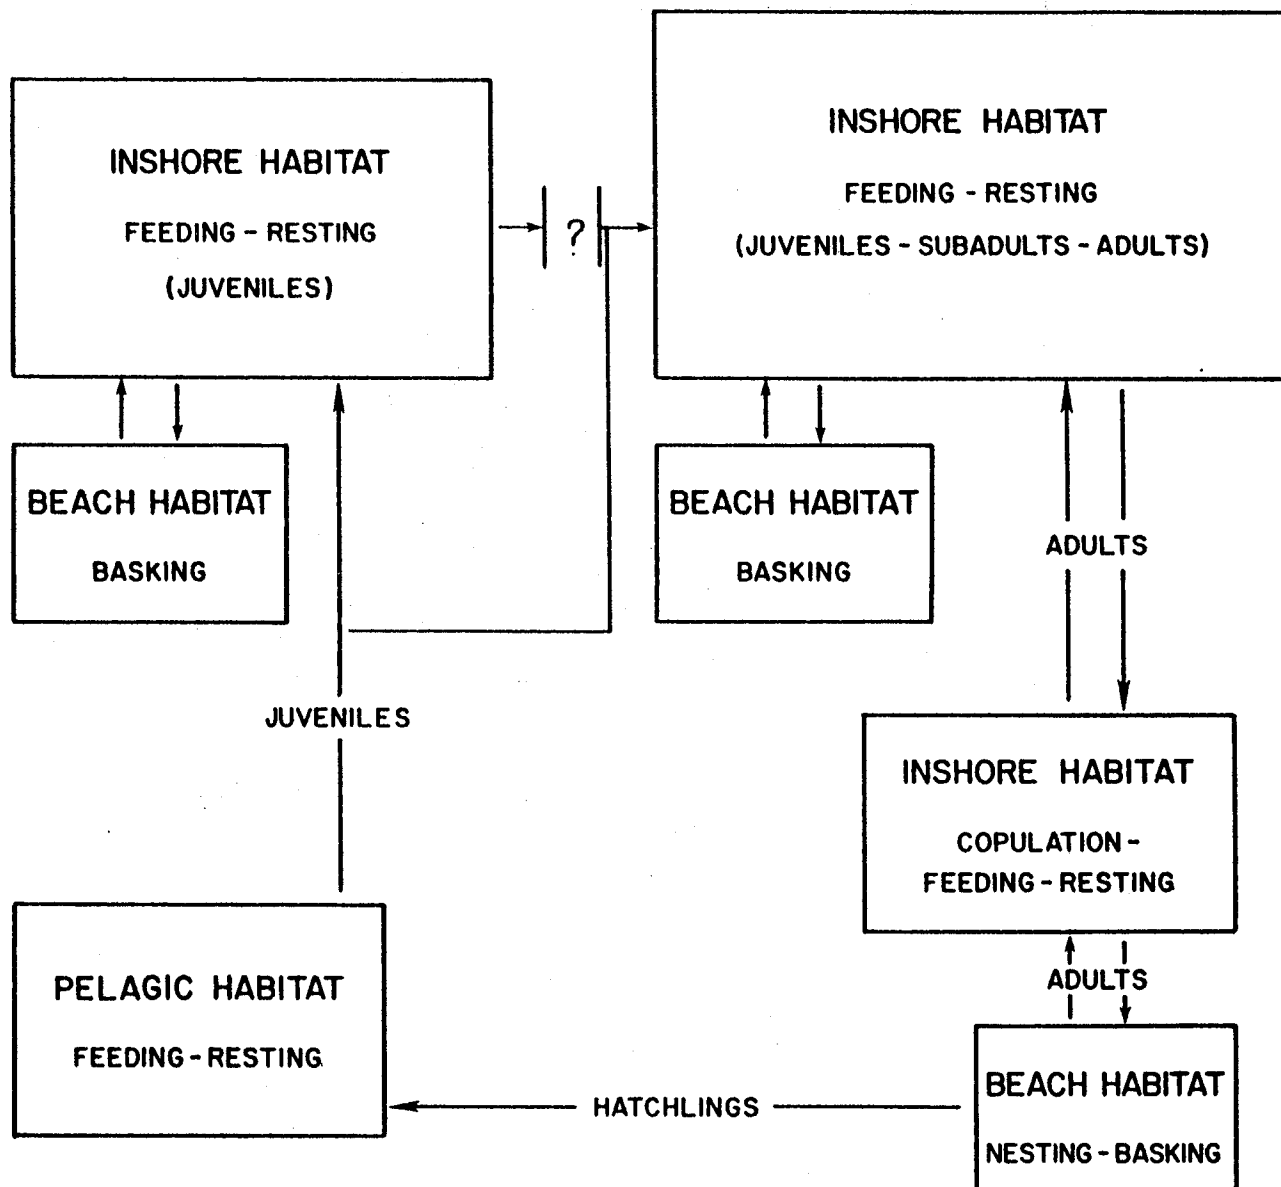 INSHORE HABITAT
FEEDING - RESTING
(JUVENILES)
?
INSHORE HABITAT
FEEDING - RESTING
(JUVENILES - SUBADULTS - ADULTS)
BEACH HABITAT
BASKING
BEACH HABITAT
BASKING
ADULTS
JUVENILES
INSHORE HABITAT
COPULATION -
FEEDING - RESTING
ADULTS
PELAGIC HABITAT
FEEDING - RESTING
HATCHLINGS
BEACH HABITAT
NESTING - BASKING